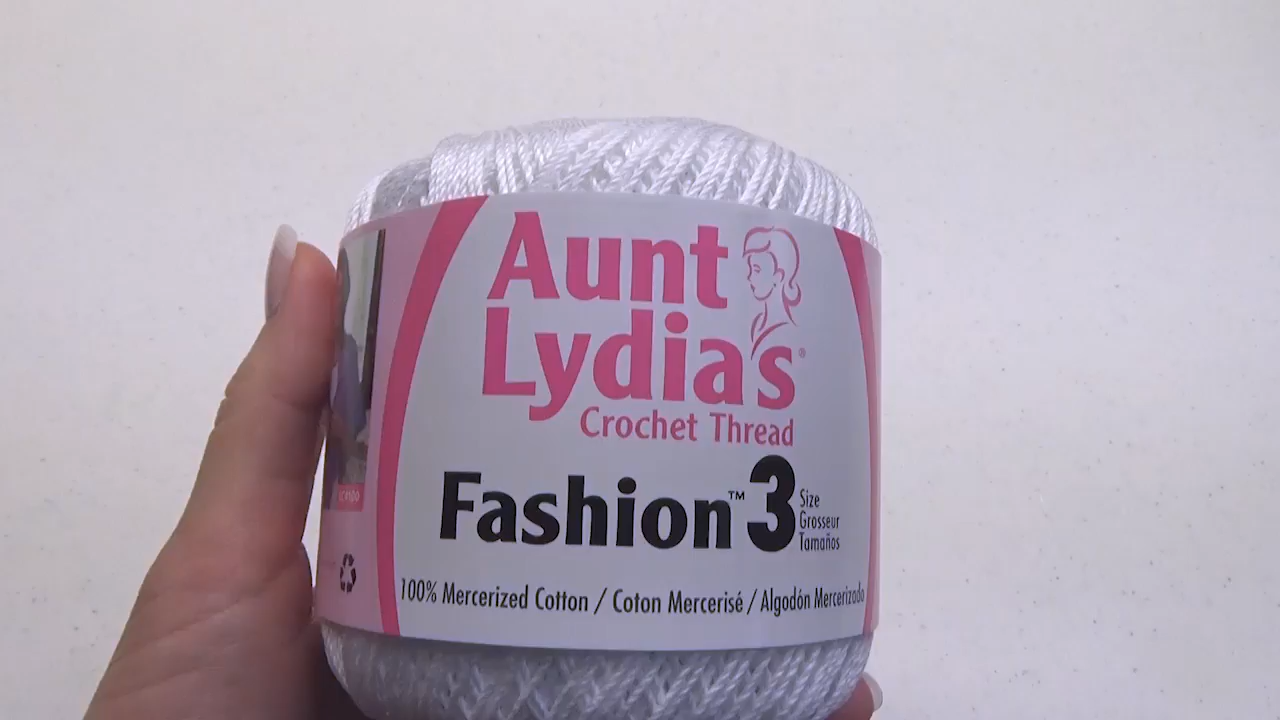 Aunt
Lydia's®
Crochet Thread
Fashion™ 3
Size
Grosseur
Tamaños
100% Mercerized Cotton / Coton Mercerisé / Algodón Mercerizado